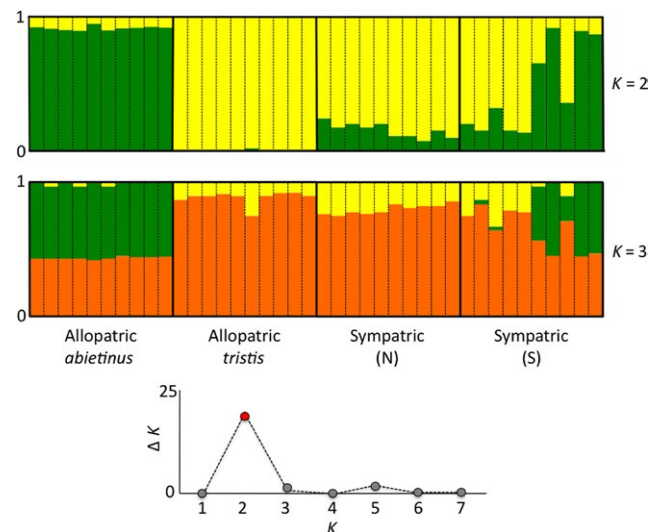 1
0
K = 2
1
0
K = 3
Allopatric abietinus
Allopatric tristis
Sympatric (N)
Sympatric (S)
25
0
Δ K
1 2 3 4 5 6 7
K